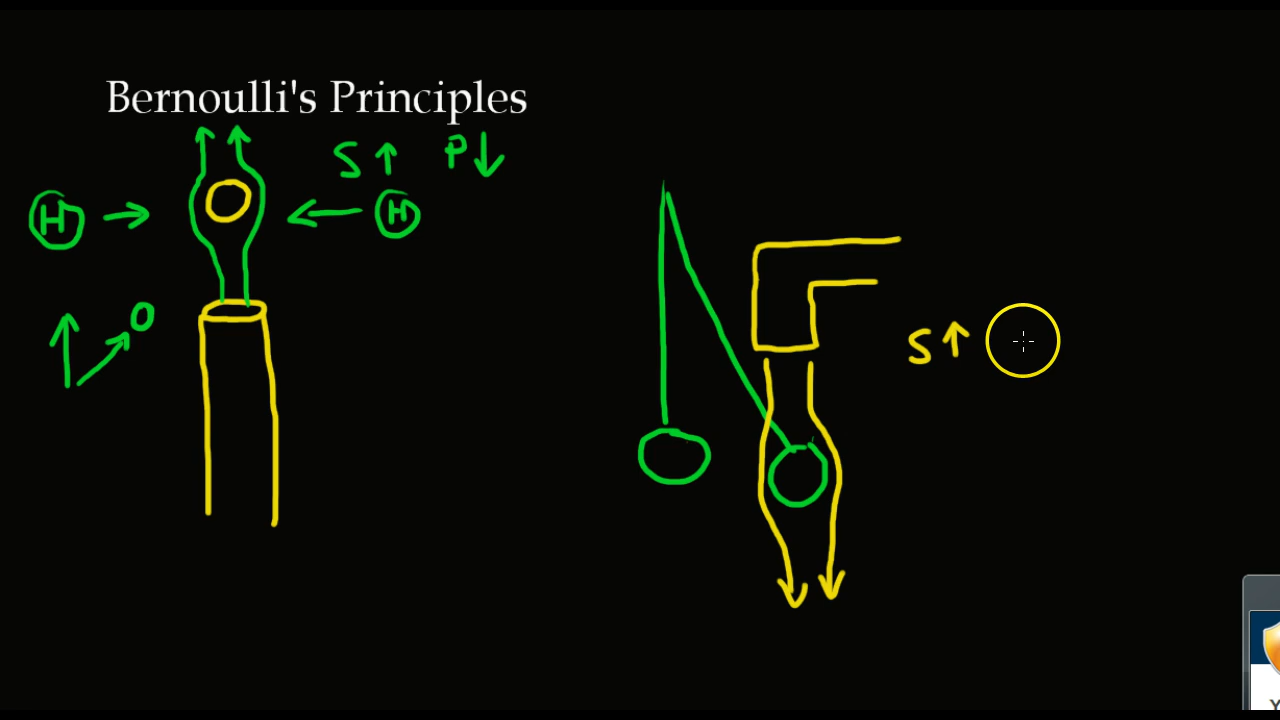 Bernoulli's Principles
S ↑ P ↓
H → ← H
O
S ↑
Y